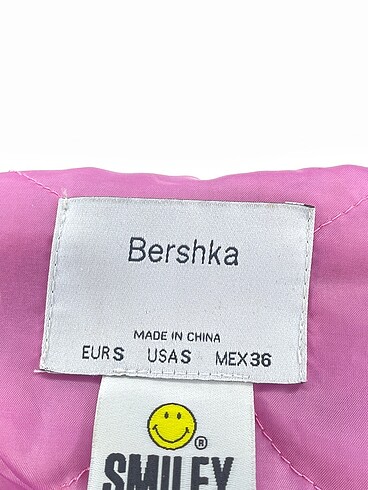 Bershka
MADE IN CHINA
EUR S USA S MEX 36
®
SMILEY